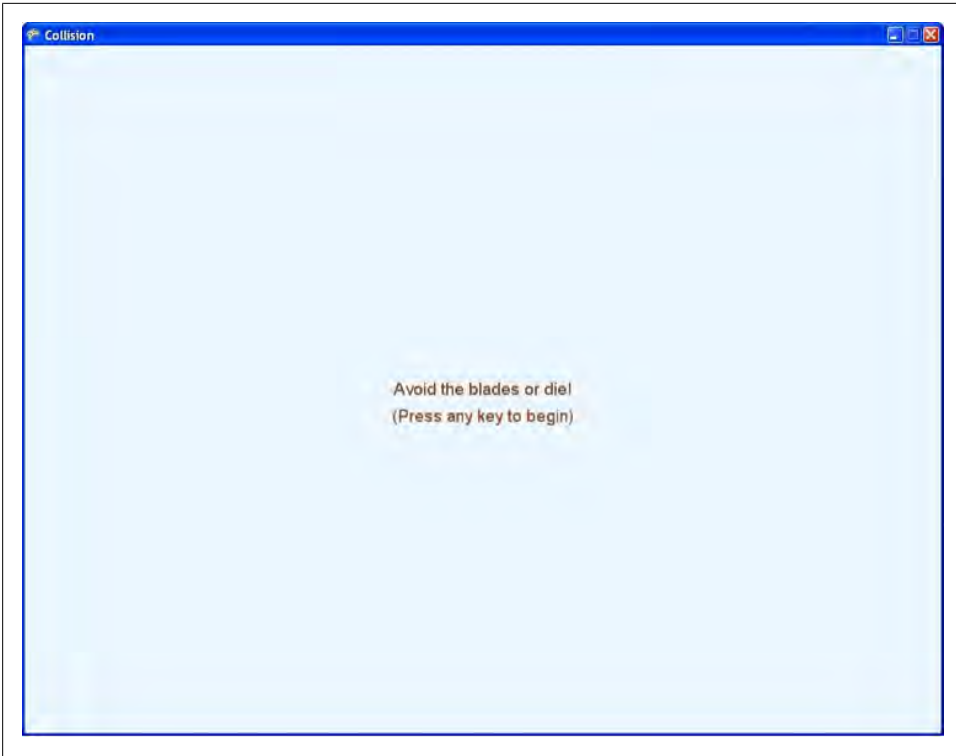 Collision
Avoid the blades or die!
(Press any key to begin)